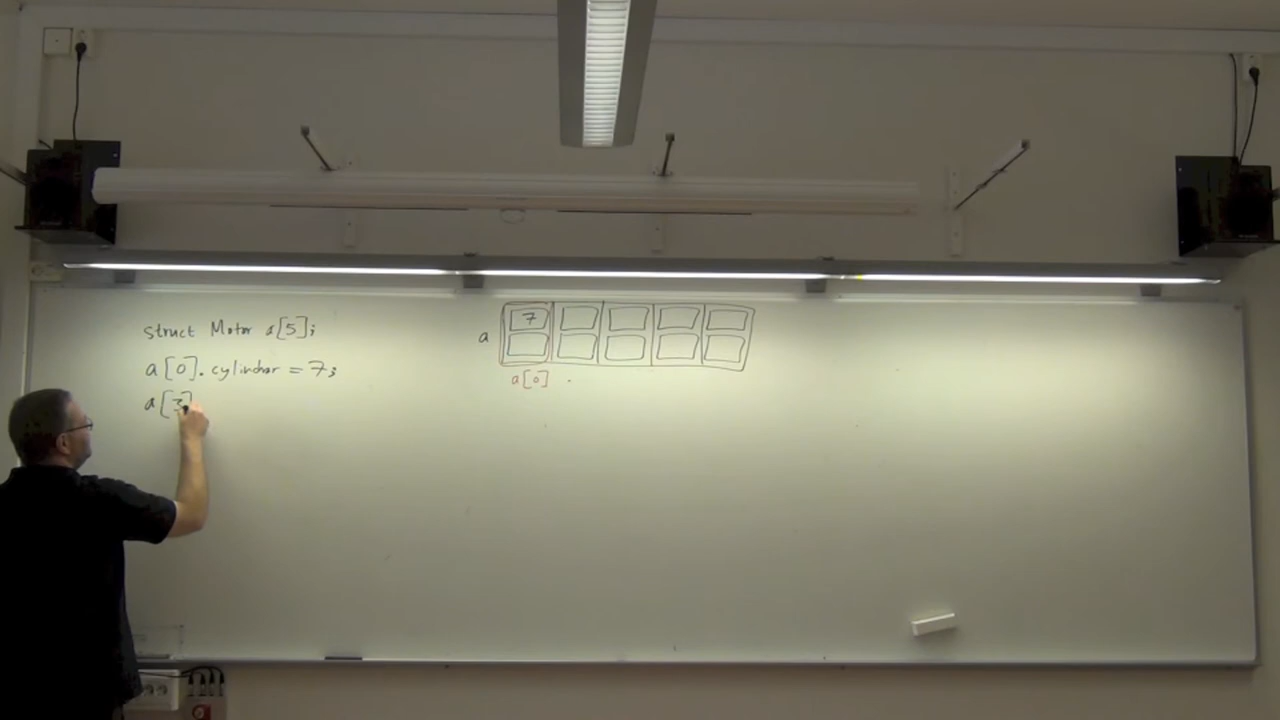 struct Motor a[5];
a[0].cylinder = 7;
a[3]
a
7
a[0]